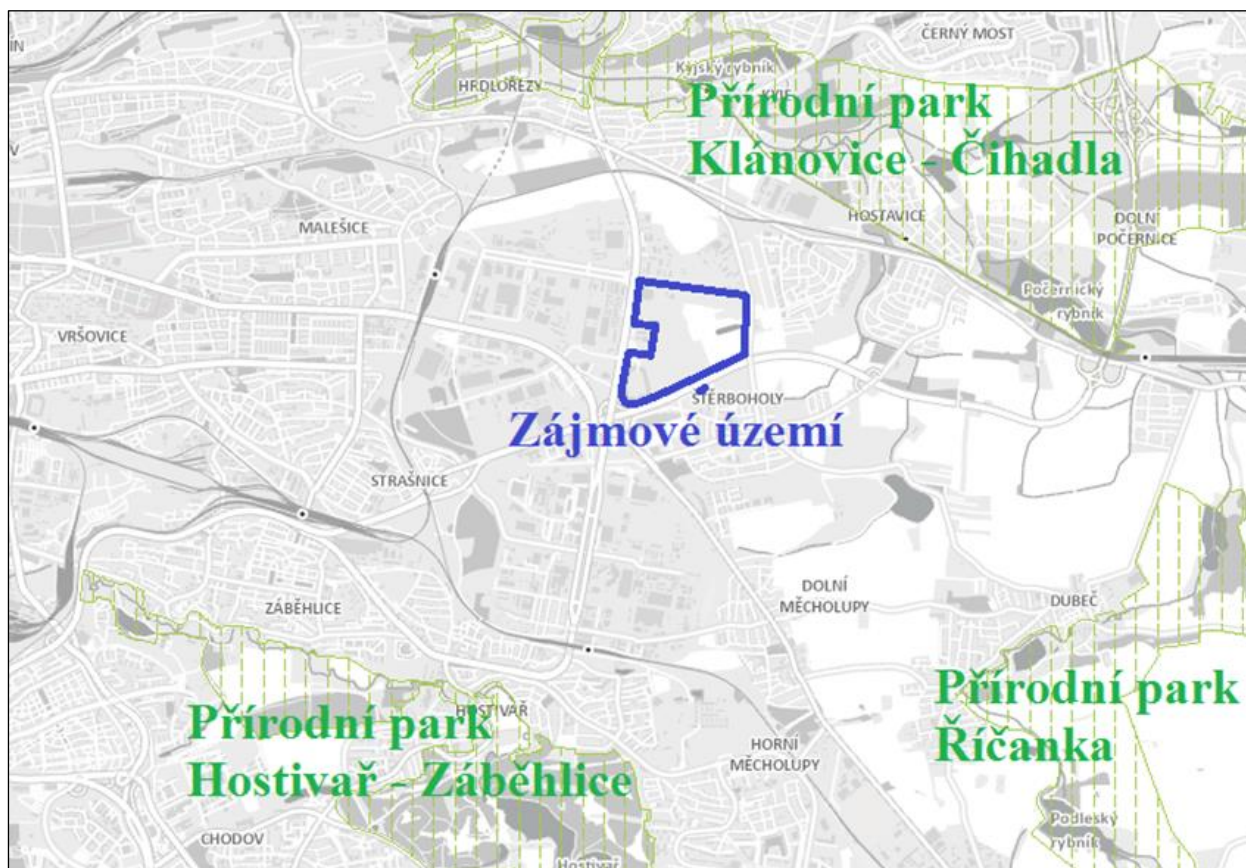 ČERNÝ MOST
Kyjský rybník
HRDLOŘEZY
KYJE
Přírodní park
Klánovice - Čihadla
MALEŠICE
HOSTAVICE
DOLNÍ
POČERNICE
Počernický
rybník
VRŠOVICE
ŠTĚRBOHOLY
Zájmové území
STRAŠNICE
DOLNÍ
MĚCHOLUPY
DUBEČ
ZÁBĚHLICE
Přírodní park
Říčanka
HOSTIVAŘ
Přírodní park
Hostivař - Záběhlice
HORNÍ
MĚCHOLUPY
CHODOV
Podleský
rybník
Hostivař